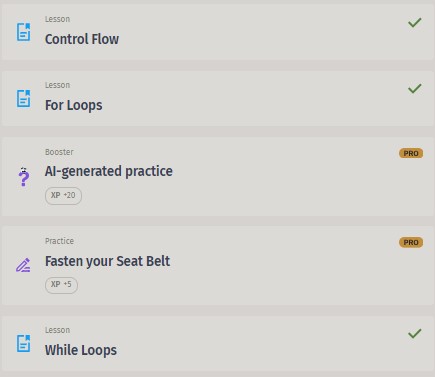 Lesson
Control Flow
Lesson
For Loops
Booster
PRO
AI-generated practice
XP +20
Practice
PRO
Fasten your Seat Belt
XP +5
Lesson
While Loops